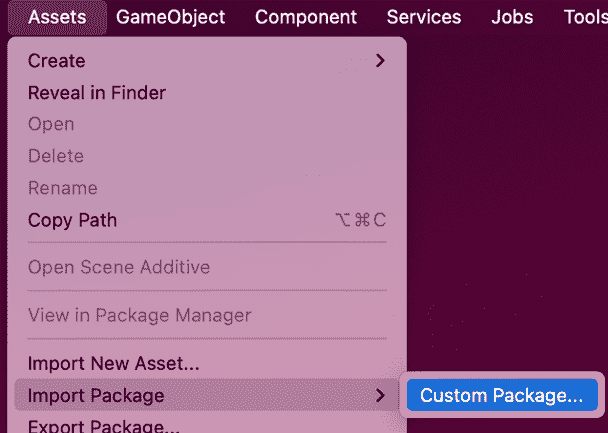 Assets GameObject Component Services Jobs Tools
Create
Reveal in Finder
Open
Delete
Rename
Copy Path ⌥⌘C
Open Scene Additive
View in Package Manager
Import New Asset...
Import Package Custom Package...
Export Package...